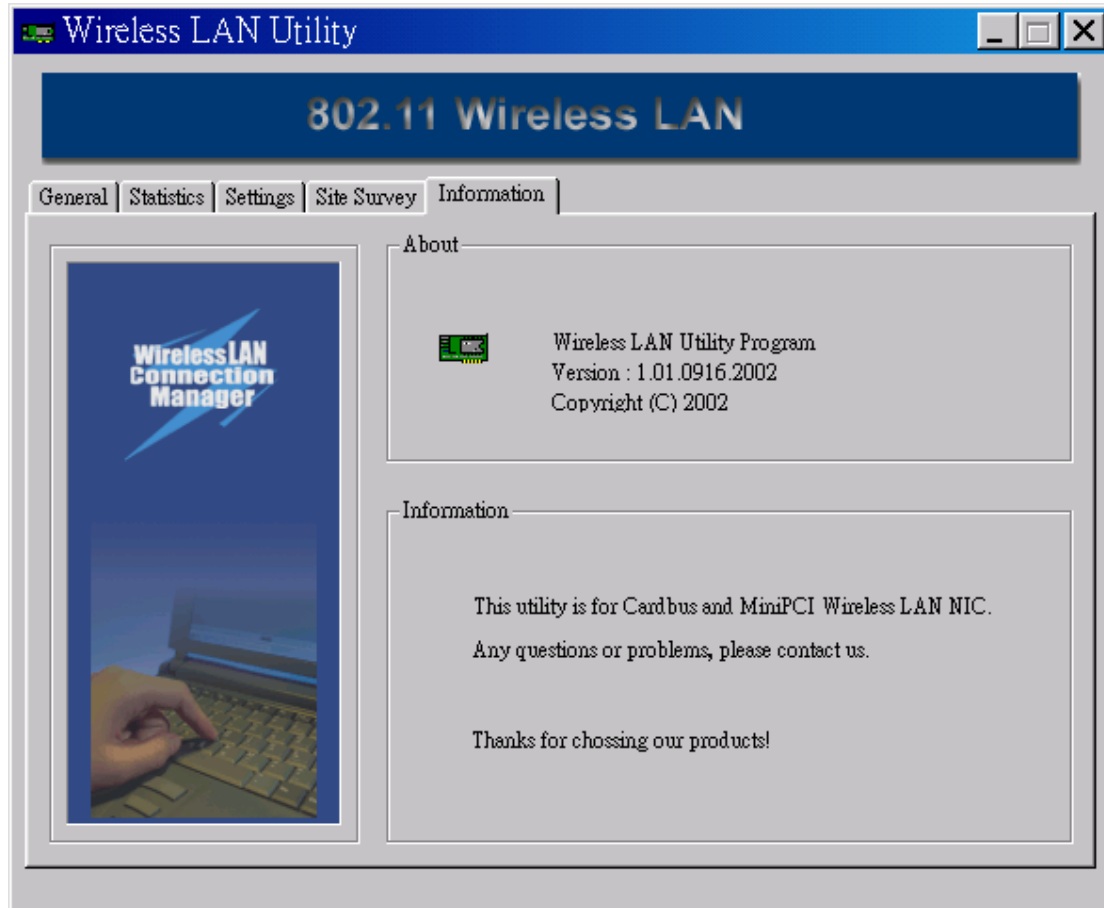 Wireless LAN Utility
802.11 Wireless LAN
General Statistics Settings Site Survey Information
WirelessLAN
Connection
Manager
About
Wireless LAN Utility Program
Version : 1.01.0916.2002
Copyright (C) 2002
Information
This utility is for Cardbus and MiniPCI Wireless LAN NIC.
Any questions or problems, please contact us.
Thanks for chossing our products!